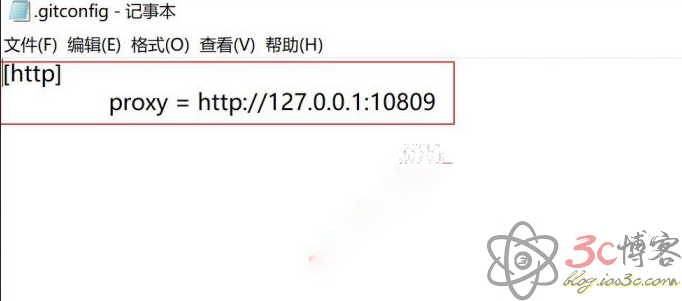 .gitconfig - 记事本
文件(F) 编辑(E) 格式(O) 查看(V) 帮助(H)
[http]
proxy = http://127.0.0.1:10809
3c博客
blog.ios3c.com